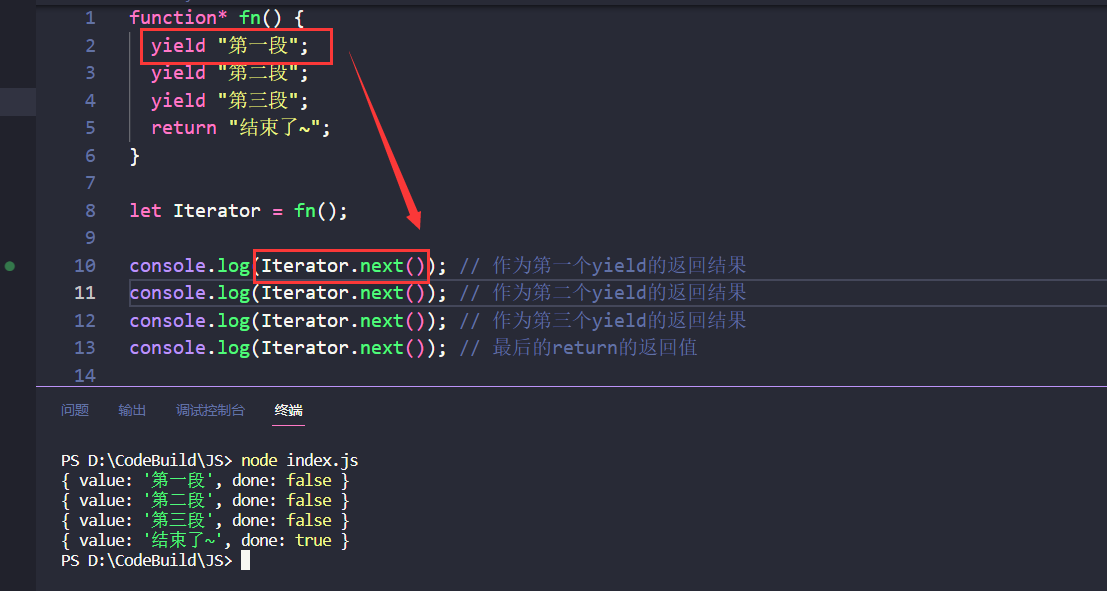 1 function* fn() {
2 yield "第一段";
3 yield "第二段";
4 yield "第三段";
5 return "结束了~";
6 }
7
8 let Iterator = fn();
9
10 console.log(Iterator.next()); // 作为第一个yield的返回结果
11 console.log(Iterator.next()); // 作为第二个yield的返回结果
12 console.log(Iterator.next()); // 作为第三个yield的返回结果
13 console.log(Iterator.next()); // 最后的return的返回值
14
问题 输出 调试控制台 终端
PS D:\CodeBuild\JS> node index.js
{ value: '第一段', done: false }
{ value: '第二段', done: false }
{ value: '第三段', done: false }
{ value: '结束了~', done: true }
PS D:\CodeBuild\JS>